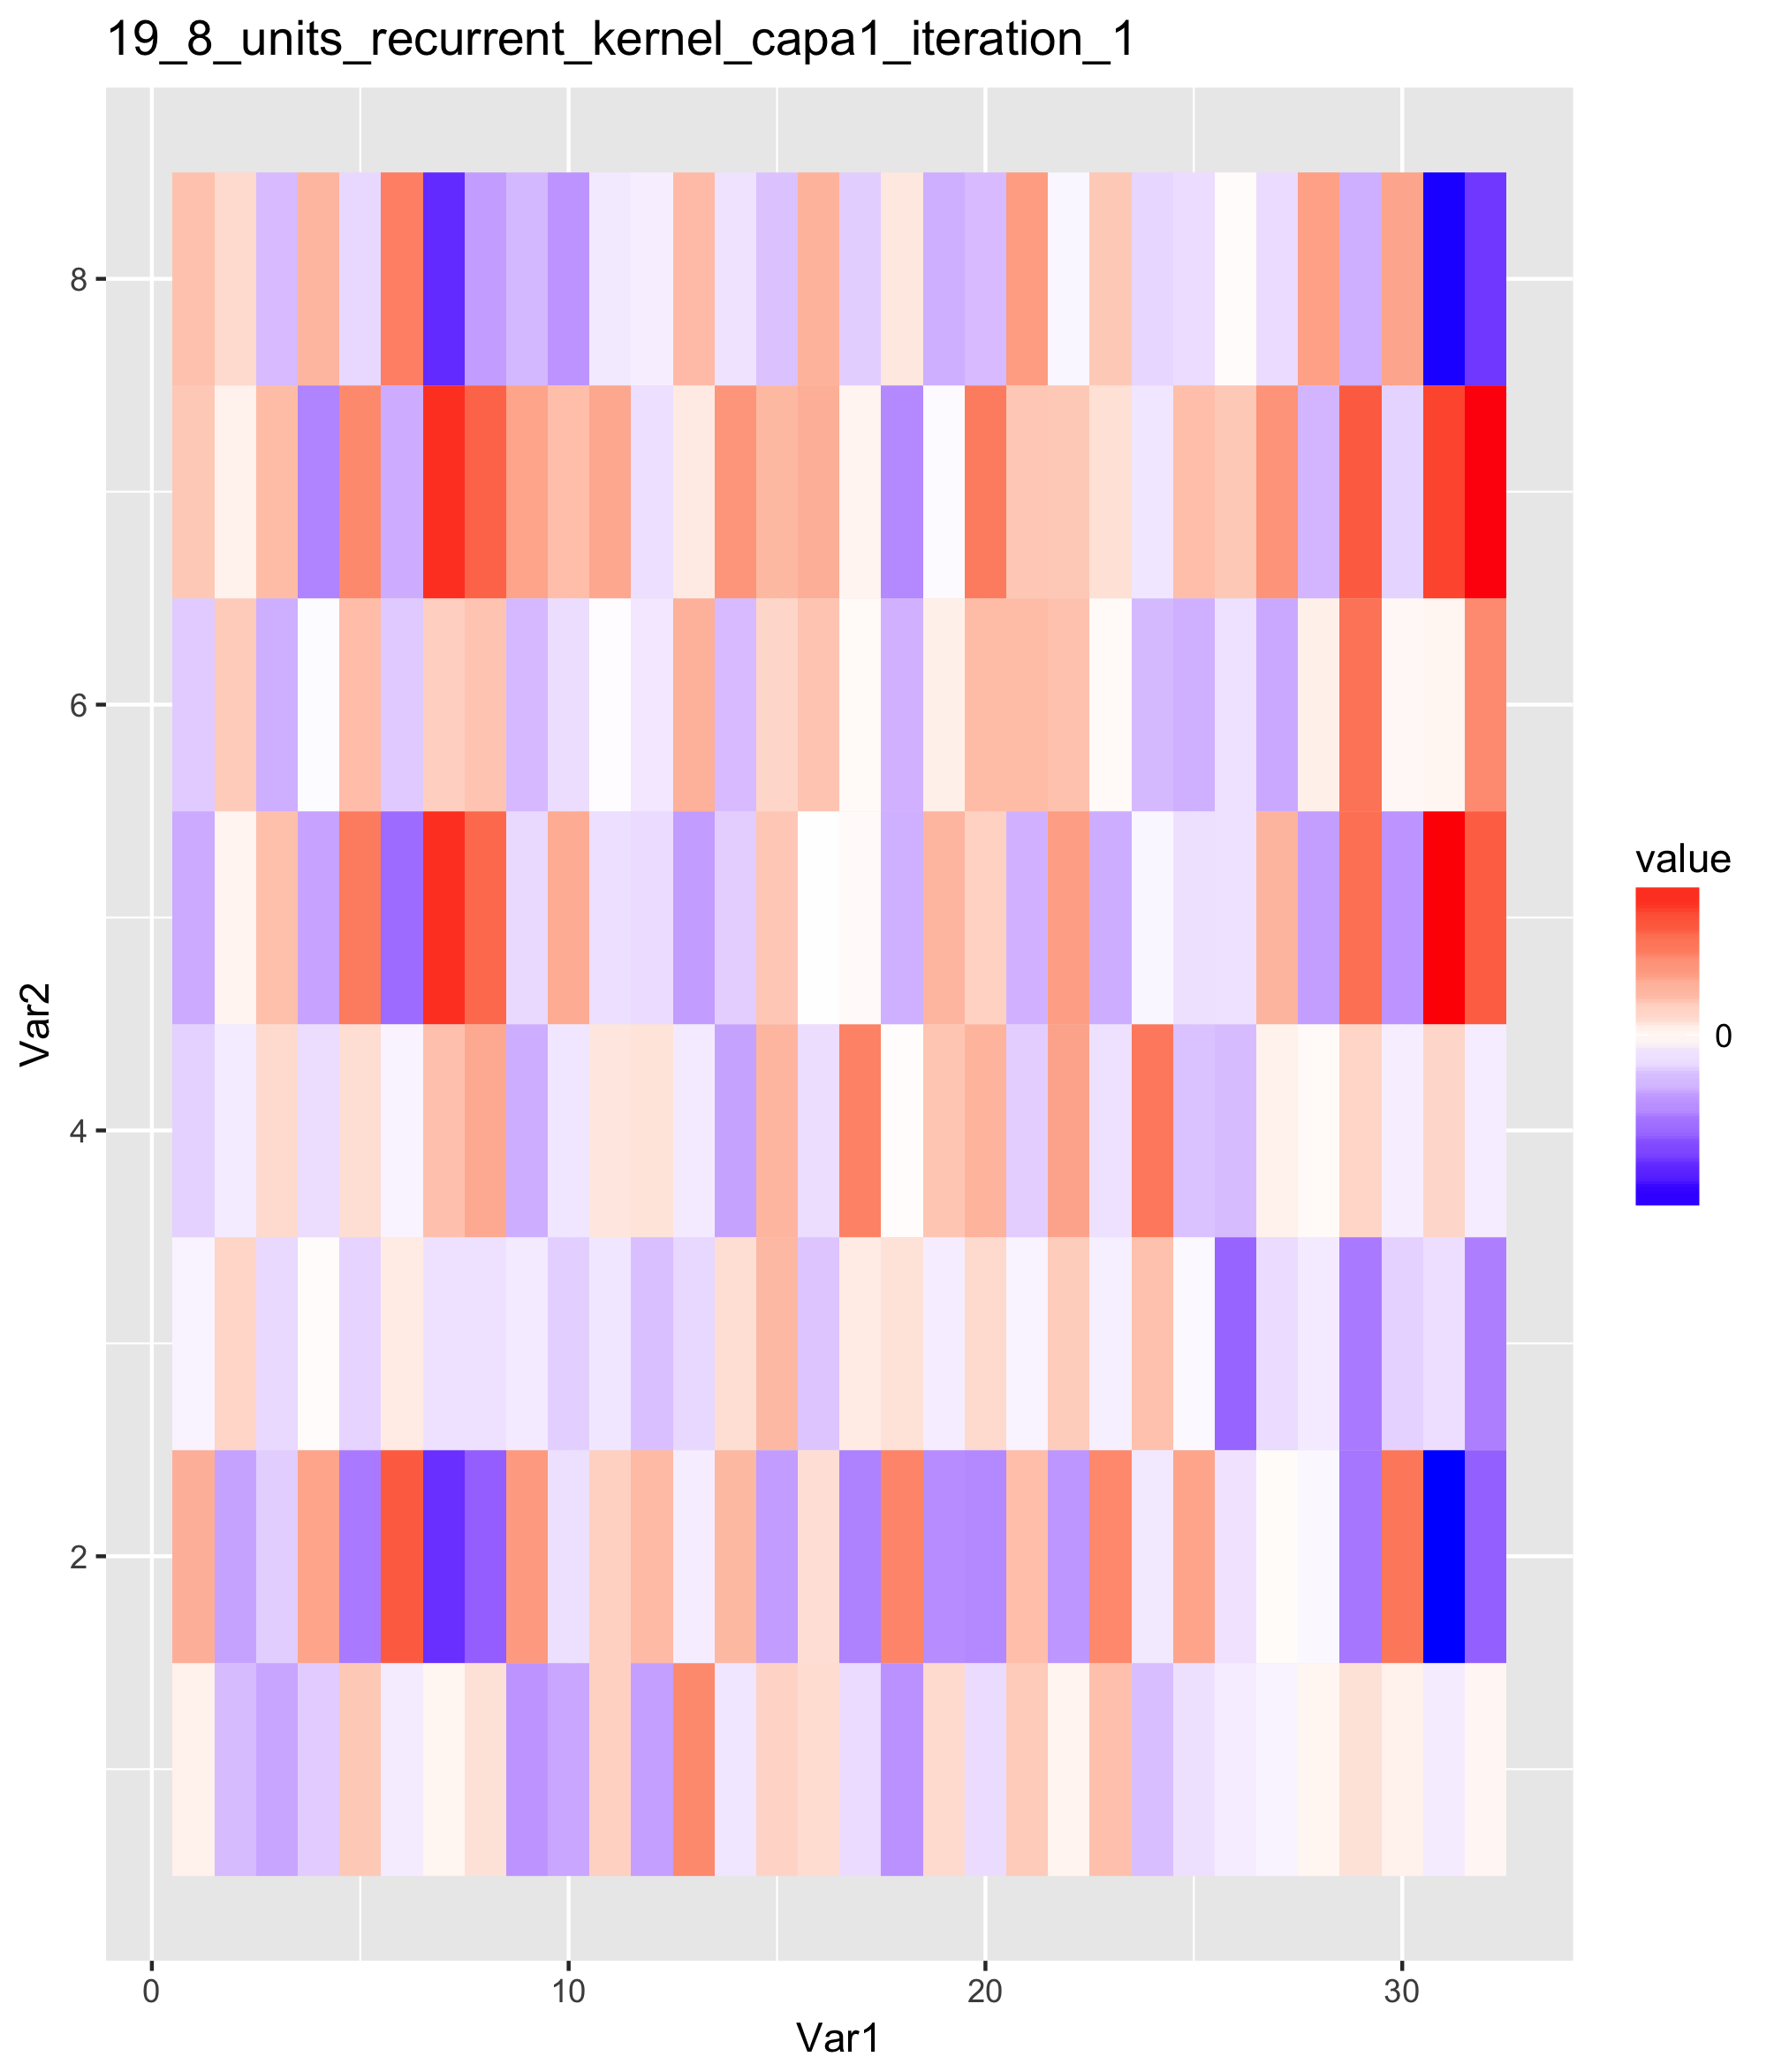 19_8_units_recurrent_kernel_capa1_iteration_1
8
6
4
2
Var2
0
10
20
30
Var1
value
0